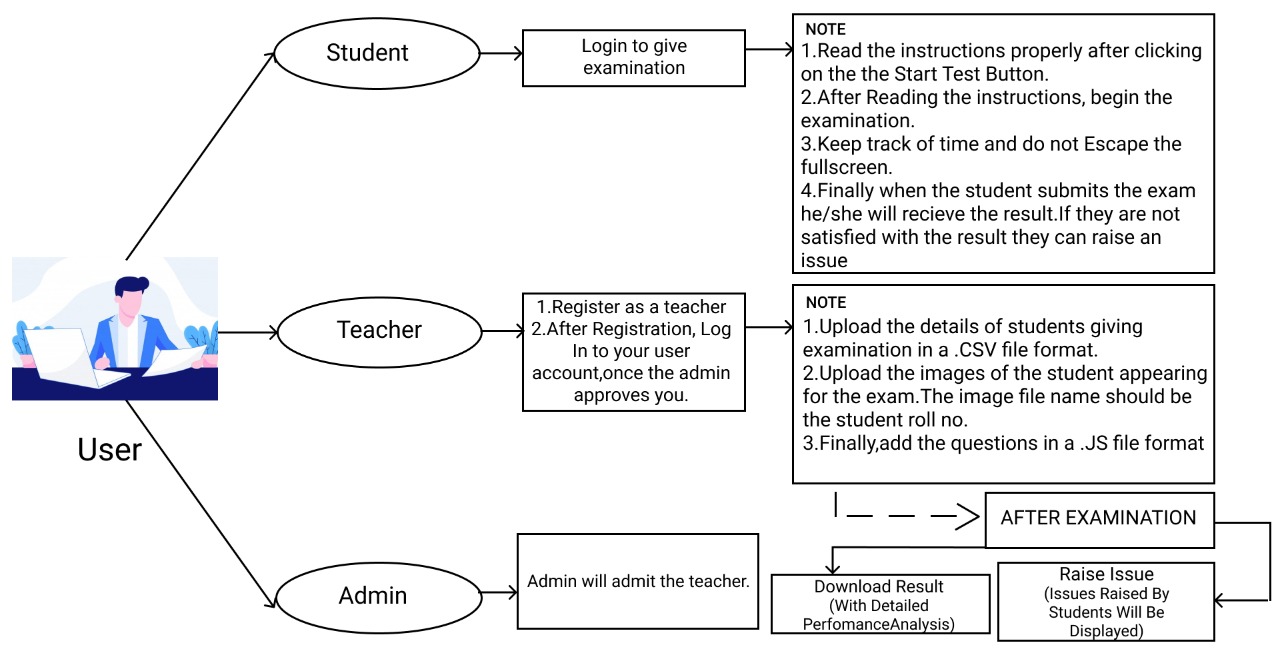 Student
Login to give
examination
NOTE
1.Read the instructions properly after clicking
on the the Start Test Button.
2.After Reading the instructions, begin the
examination.
3.Keep track of time and do not Escape the
fullscreen.
4.Finally when the student submits the exam
he/she will recieve the result.If they are not
satisfied with the result they can raise an
issue
User
Teacher
1.Register as a teacher
2.After Registration, Log
In to your user
account,once the admin
approves you.
NOTE
1.Upload the details of students giving
examination in a .CSV file format.
2.Upload the images of the student appearing
for the exam.The image file name should be
the student roll no.
3.Finally,add the questions in a .JS file format
AFTER EXAMINATION
Download Result
(With Detailed
PerfomanceAnalysis)
Raise Issue
(Issues Raised By
Students Will Be
Displayed)
Admin
Admin will admit the teacher.